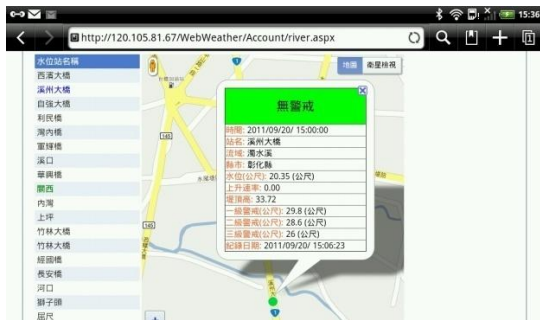 15:36
http://120.105.81.67/WebWeather/Account/river.aspx
水位站名稱
西濱大橋
溪州大橋
自強大橋
利民橋
灣內橋
軍輝橋
溪口
華興橋
關西
內灣
上坪
竹林大橋
竹林大橋
經國橋
長安橋
河口
獅子頭
屈尺
地圖 衛星檢視
無警戒
時間: 2011/09/20/ 15:00:00
站名: 溪州大橋
流域: 濁水溪
縣市: 彰化縣
水位(公尺): 20.35 (公尺)
上升速率: 0.00
堤頂高: 33.72
一級警戒(公尺): 29.8 (公尺)
二級警戒(公尺): 28.6 (公尺)
三級警戒(公尺): 26 (公尺)
紀錄日期: 2011/09/20/ 15:06:23
145
145